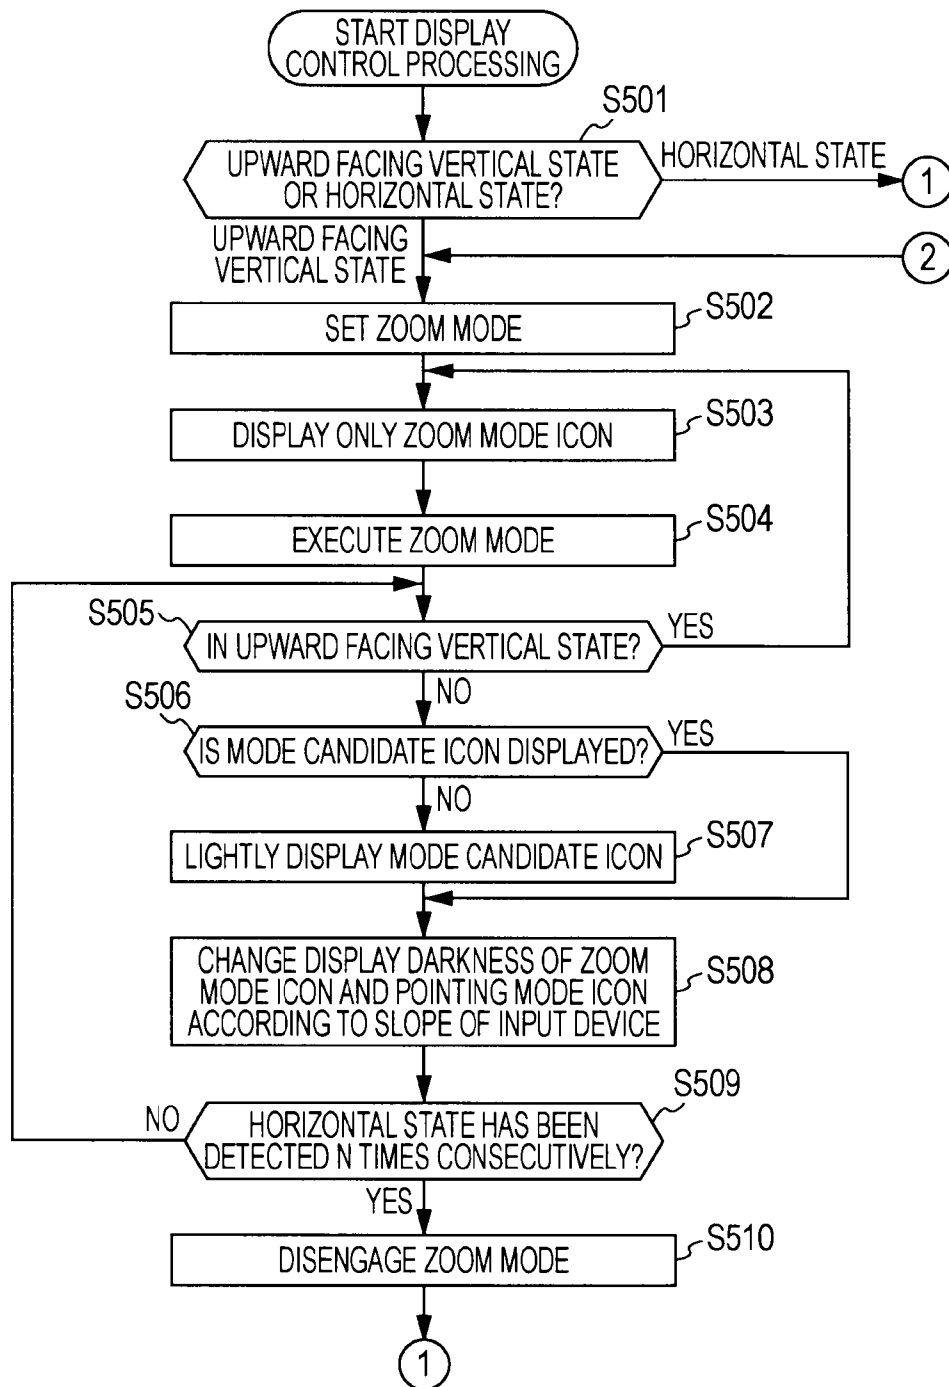 START DISPLAY
CONTROL PROCESSING
S501
UPWARD FACING VERTICAL STATE
OR HORIZONTAL STATE?
HORIZONTAL STATE
1
UPWARD FACING
VERTICAL STATE
2
S502
SET ZOOM MODE
S503
DISPLAY ONLY ZOOM MODE ICON
S504
EXECUTE ZOOM MODE
S505
IN UPWARD FACING VERTICAL STATE?
YES
NO
S506
IS MODE CANDIDATE ICON DISPLAYED?
YES
NO
S507
LIGHTLY DISPLAY MODE CANDIDATE ICON
S508
CHANGE DISPLAY DARKNESS OF ZOOM
MODE ICON AND POINTING MODE ICON
ACCORDING TO SLOPE OF INPUT DEVICE
S509
NO
HORIZONTAL STATE HAS BEEN
DETECTED N TIMES CONSECUTIVELY?
YES
S510
DISENGAGE ZOOM MODE
1